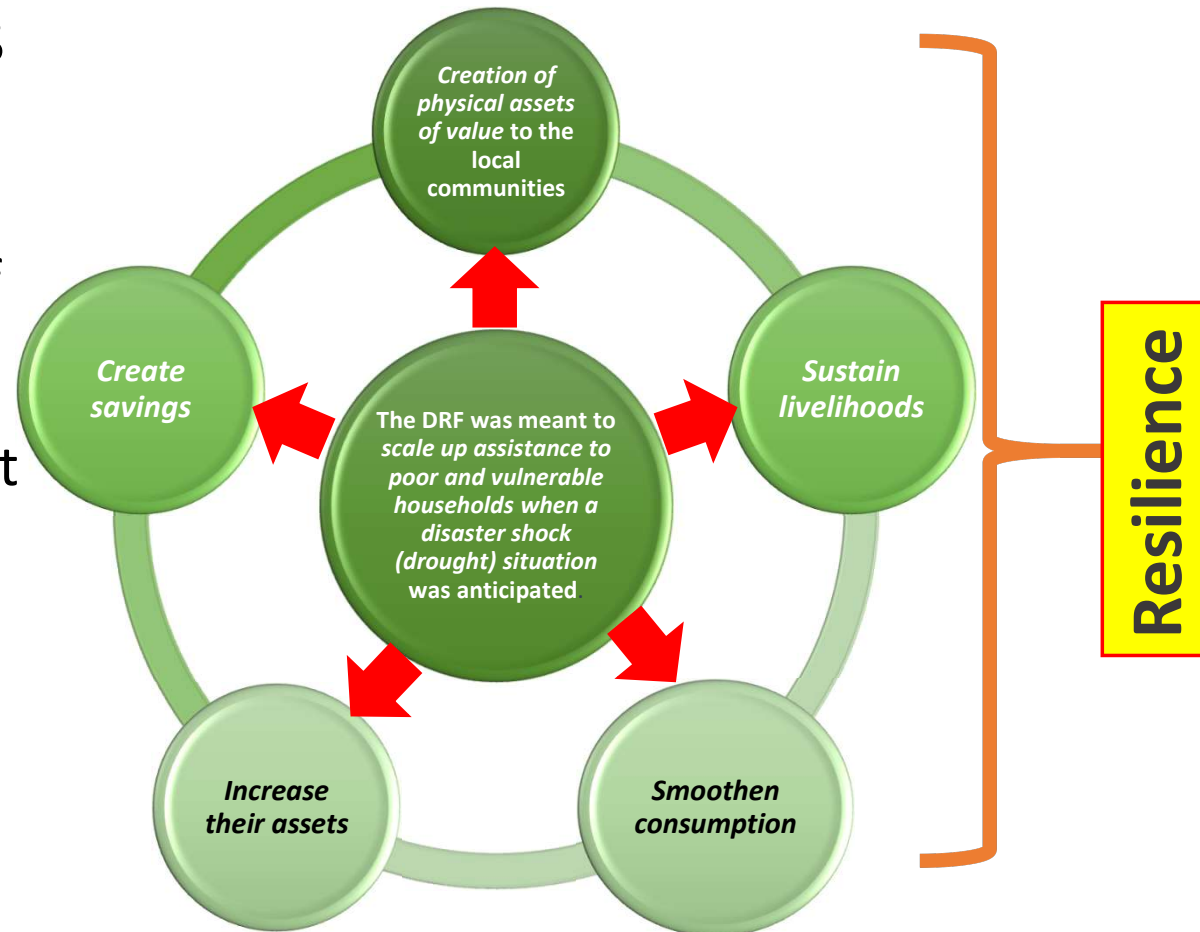 Creation of
physical assets
of value to the
local
communities
Create
savings
Sustain
livelihoods
The DRF was meant to
scale up assistance to
poor and vulnerable
households when a
disaster shock
(drought) situation
was anticipated.
Increase
their assets
Smoothen
consumption
Resilience